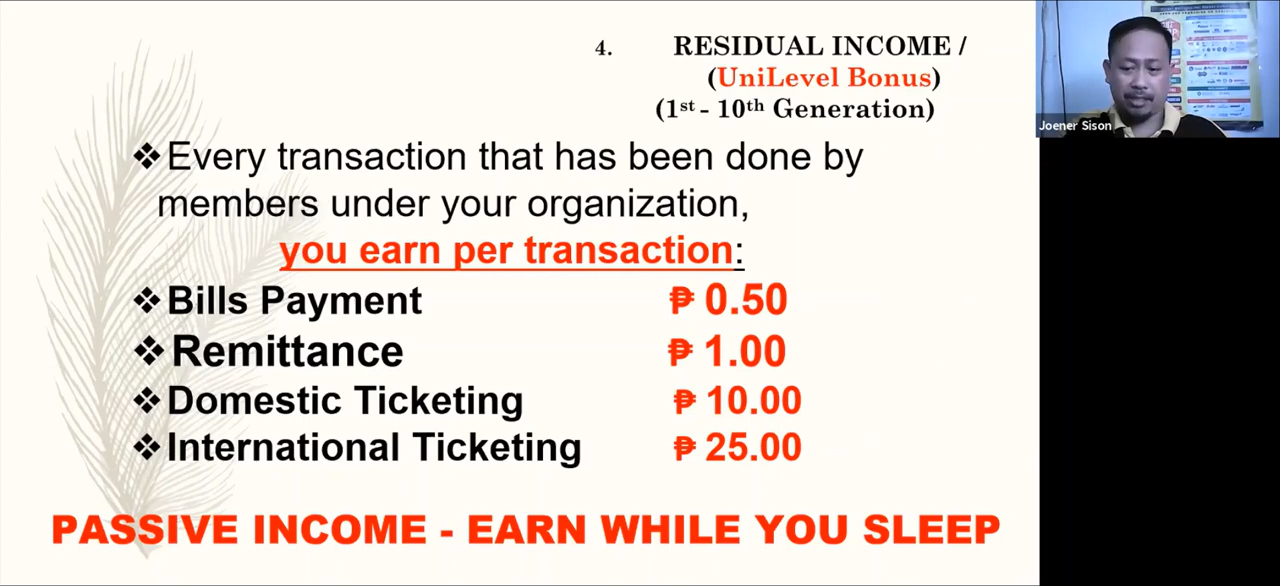 4. RESIDUAL INCOME /
(UniLevel Bonus)
(1st - 10th Generation)
❖Every transaction that has been done by
members under your organization,
you earn per transaction:
❖Bills Payment ₱ 0.50
❖Remittance ₱ 1.00
❖Domestic Ticketing ₱ 10.00
❖International Ticketing ₱ 25.00
PASSIVE INCOME - EARN WHILE YOU SLEEP
Joener Sison